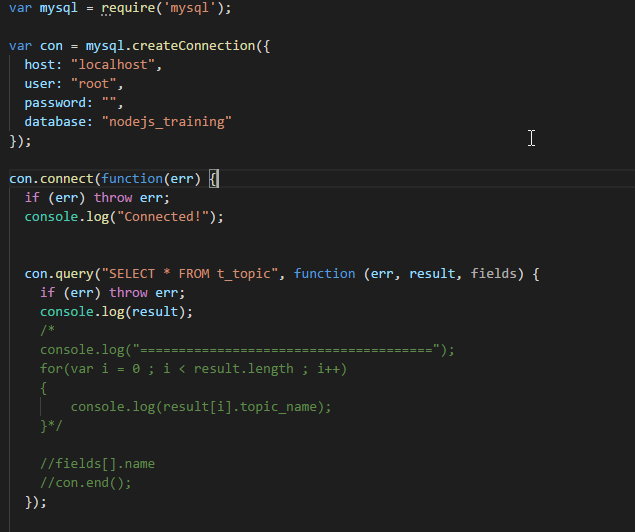 var mysql = require('mysql');
var con = mysql.createConnection({
host: "localhost",
user: "root",
password: "",
database: "nodejs_training"
});
con.connect(function(err) {
if (err) throw err;
console.log("Connected!");
con.query("SELECT * FROM t_topic", function (err, result, fields) {
if (err) throw err;
console.log(result);
/*
console.log("======================================");
for(var i = 0 ; i < result.length ; i++)
{
console.log(result[i].topic_name);
}*/
//fields[].name
//con.end();
});